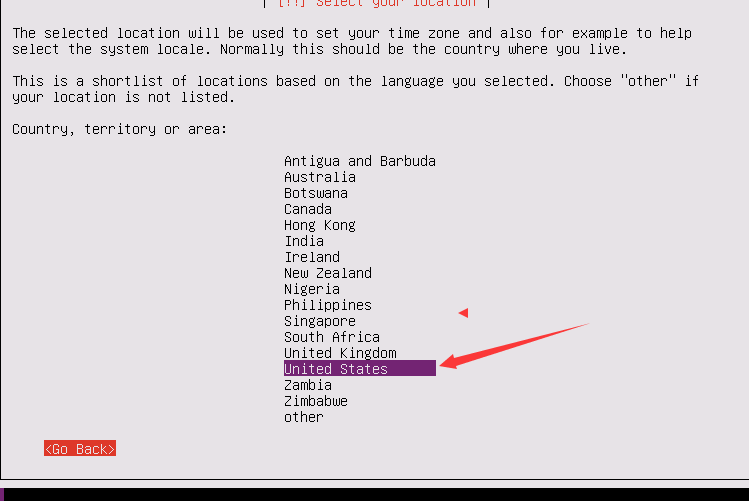 [!!] Select your location
The selected location will be used to set your time zone and also for example to help
select the system locale. Normally this should be the country where you live.
This is a shortlist of locations based on the language you selected. Choose "other" if
your location is not listed.
Country, territory or area:
Antigua and Barbuda
Australia
Botswana
Canada
Hong Kong
India
Ireland
New Zealand
Nigeria
Philippines
Singapore
South Africa
United Kingdom
United States
Zambia
Zimbabwe
other
<Go Back>